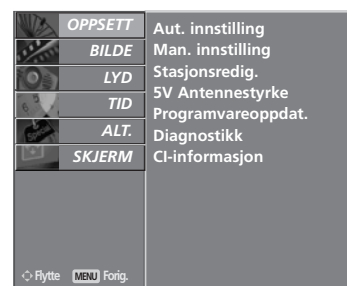 OPPSETT
BILDE
LYD
TID
ALT.
SKJERM
Aut. innstilling
Man. innstilling
Stasjonsredig.
5V Antennestyrke
Programvareoppdat.
Diagnostikk
CI-informasjon
Flytte MENU Forig.